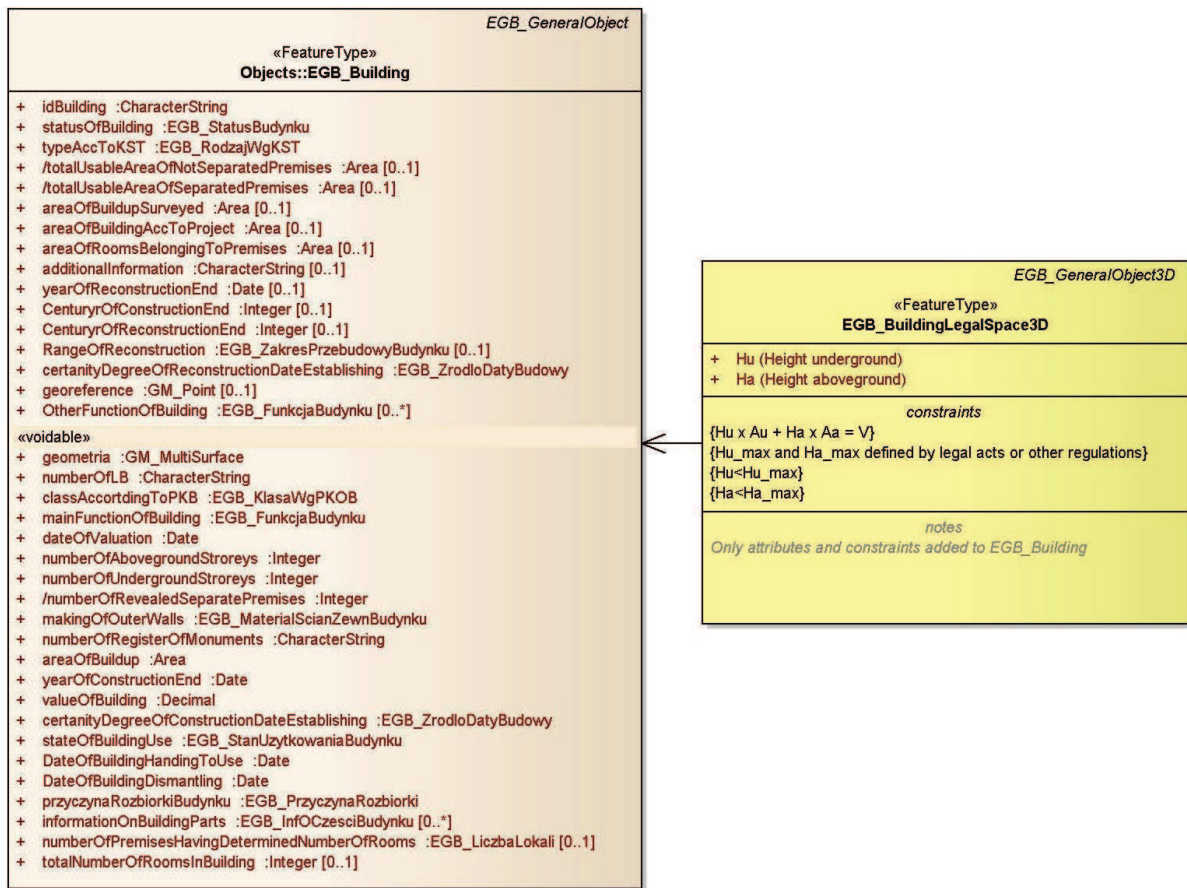 EGB_GeneralObject
«FeatureType»
Objects::EGB_Building
+ idBuilding :CharacterString
+ statusOfBuilding :EGB_StatusBudynku
+ typeAccToKST :EGB_RodzajWgKST
+ /totalUsableAreaOfNotSeparatedPremises :Area [0..1]
+ /totalUsableAreaOfSeparatedPremises :Area [0..1]
+ areaOfBuildupSurveyed :Area [0..1]
+ areaOfBuildingAccToProject :Area [0..1]
+ areaOfRoomsBelongingToPremises :Area [0..1]
+ additionalInformation :CharacterString [0..1]
+ yearOfReconstructionEnd :Date [0..1]
+ CenturyrOfConstructionEnd :Integer [0..1]
+ CenturyrOfReconstructionEnd :Integer [0..1]
+ RangeOfReconstruction :EGB_ZakresPrzebudowyBudynku [0..1]
+ certanityDegreeOfReconstructionDateEstablishing :EGB_ZrodloDatyBudowy
+ georeference :GM_Point [0..1]
+ OtherFunctionOfBuilding :EGB_FunkcjaBudynku [0..*]
«voidable»
+ geometria :GM_MultiSurface
+ numberOfLB :CharacterString
+ classAccortdingToPKB :EGB_KlasaWgPKOB
+ mainFunctionOfBuilding :EGB_FunkcjaBudynku
+ dateOfValuation :Date
+ numberOfAbovegroundStroreys :Integer
+ numberOfUndergroundStroreys :Integer
+ /numberOfRevealedSeparatePremises :Integer
+ makingOfOuterWalls :EGB_MaterialScianZewnBudynku
+ numberOfRegisterOfMonuments :CharacterString
+ areaOfBuildup :Area
+ yearOfConstructionEnd :Date
+ valueOfBuilding :Decimal
+ certanityDegreeOfConstructionDateEstablishing :EGB_ZrodloDatyBudowy
+ stateOfBuildingUse :EGB_StanUzytkowaniaBudynku
+ DateOfBuildingHandingToUse :Date
+ DateOfBuildingDismantling :Date
+ przyczynaRozbiorkiBudynku :EGB_PrzyczynaRozbiorki
+ informationOnBuildingParts :EGB_InfOCzesciBudynku [0..*]
+ numberOfPremisesHavingDeterminedNumberOfRooms :EGB_LiczbaLokali [0..1]
+ totalNumberOfRoomsInBuilding :Integer [0..1]
EGB_GeneralObject3D
«FeatureType»
EGB_BuildingLegalSpace3D
+ Hu (Height underground)
+ Ha (Height aboveground)
constraints
{Hu x Au + Ha x Aa = V}
{Hu_max and Ha_max defined by legal acts or other regulations}
{Hu<Hu_max}
{Ha<Ha_max}
notes
Only attributes and constraints added to EGB_Building